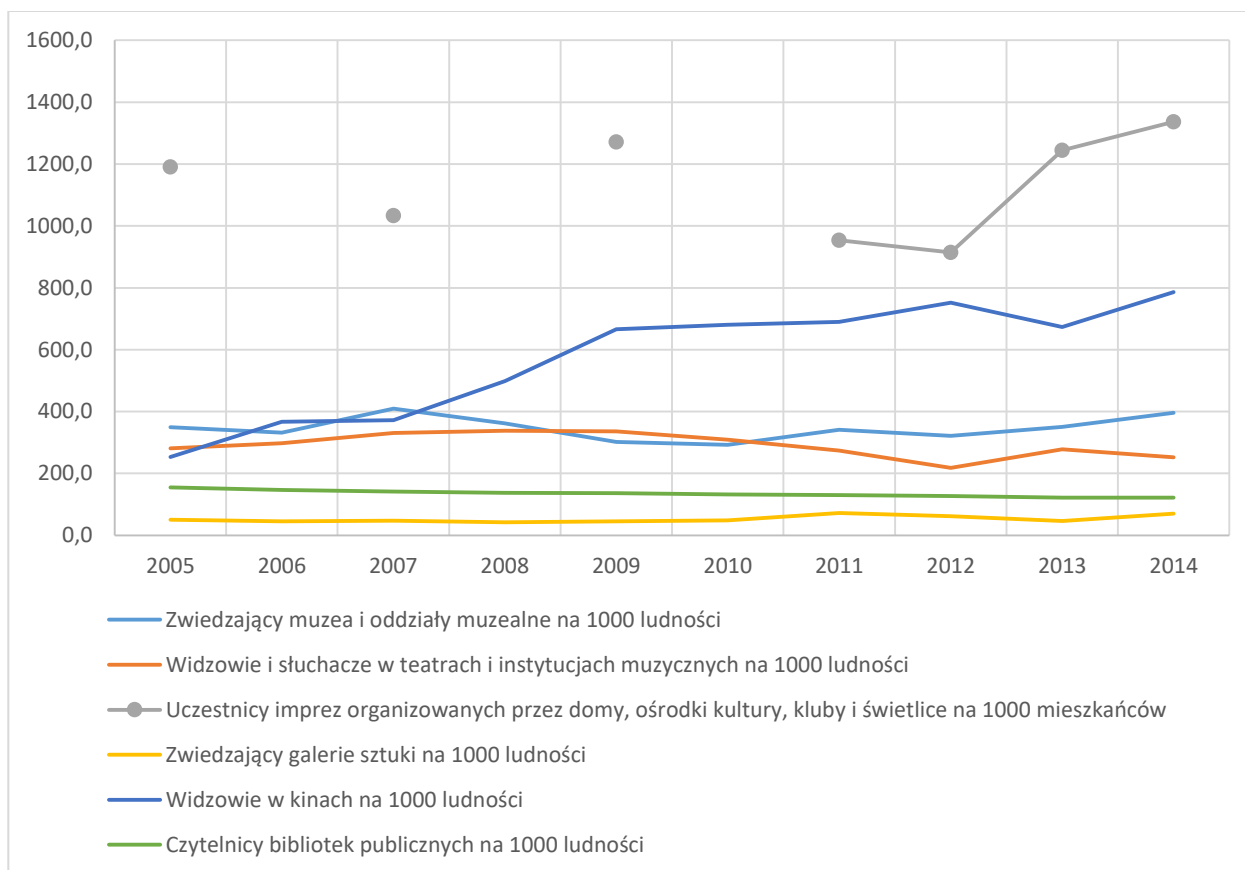 1600,0
1400,0
1200,0
1000,0
800,0
600,0
400,0
200,0
0,0
2005 2006 2007 2008 2009 2010 2011 2012 2013 2014
Zwiedzający muzea i oddziały muzealne na 1000 ludności
Widzowie i słuchacze w teatrach i instytucjach muzycznych na 1000 ludności
Uczestnicy imprez organizowanych przez domy, ośrodki kultury, kluby i świetlice na 1000 mieszkańców
Zwiedzający galerie sztuki na 1000 ludności
Widzowie w kinach na 1000 ludności
Czytelnicy bibliotek publicznych na 1000 ludności